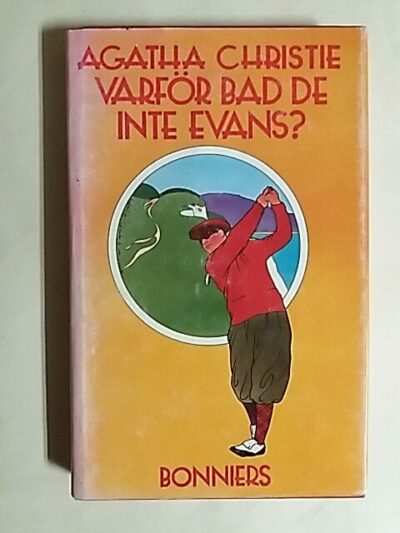 AGATHA CHRISTIE
VARFÖR BAD DE
INTE EVANS?
BONNIERS